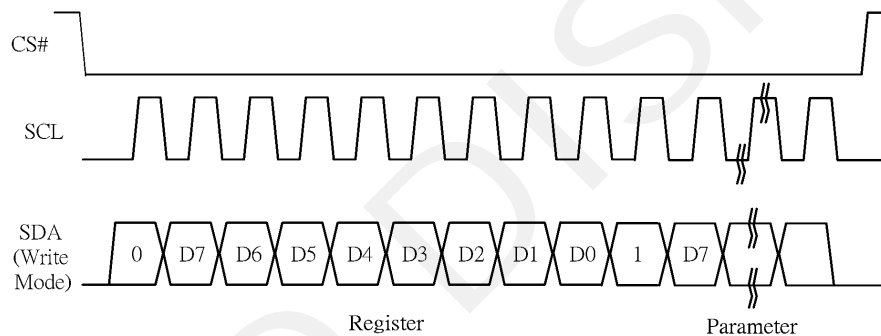 CS#
SCL
SDA
(Write
Mode)
0 D7 D6 D5 D4 D3 D2 D1 D0 1 D7
Register Parameter